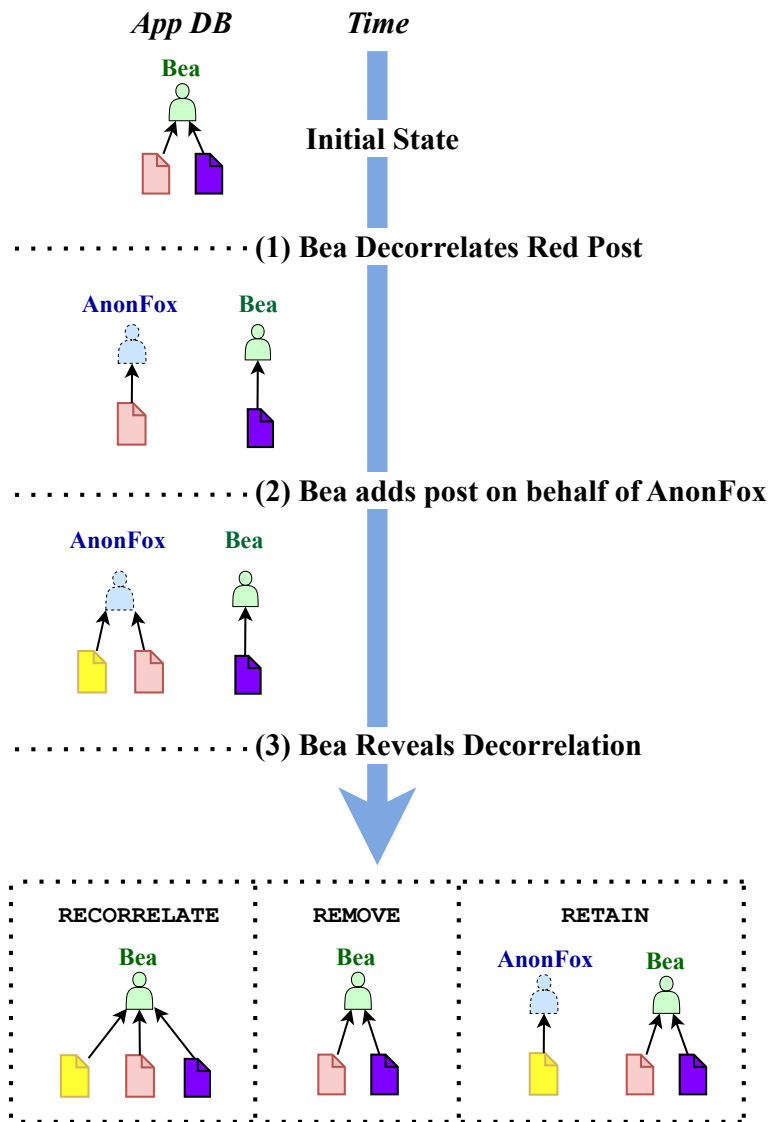 App DB Time
Bea
Initial State
(1) Bea Decorrelates Red Post
AnonFox Bea
(2) Bea adds post on behalf of AnonFox
AnonFox Bea
(3) Bea Reveals Decorrelation
RECORRELATE REMOVE RETAIN
Bea Bea AnonFox Bea